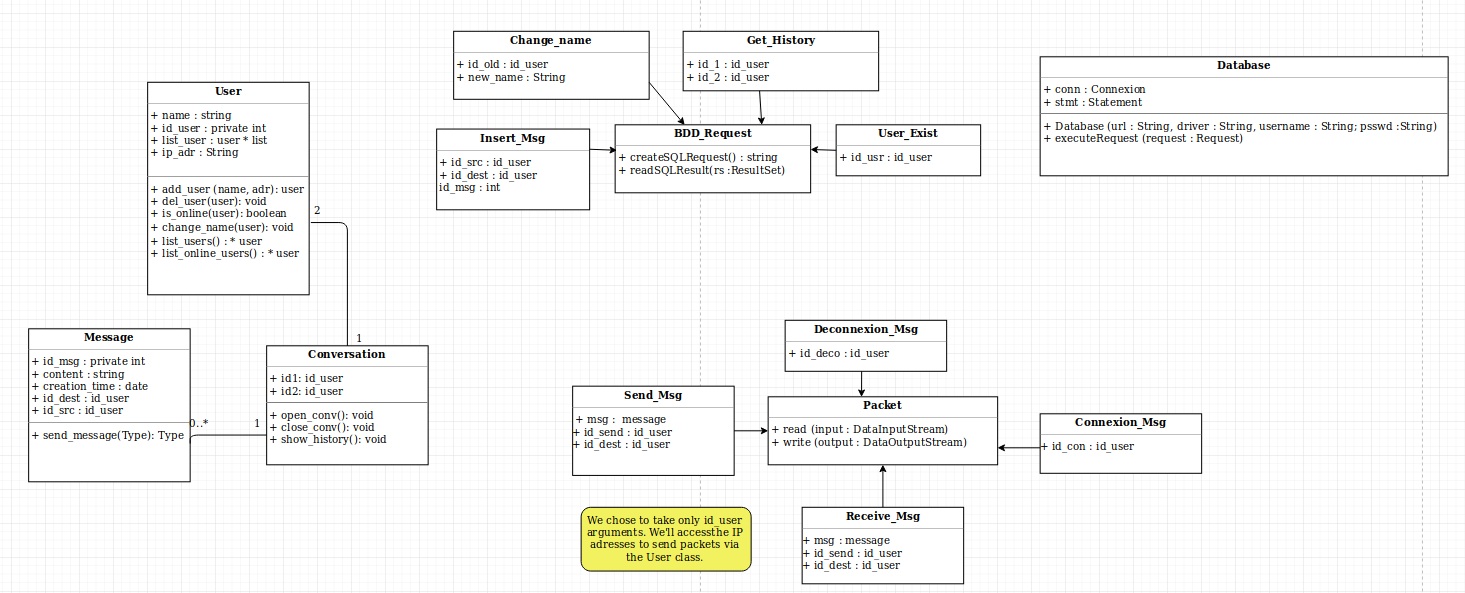 Change_name
+ id_old : id_user
+ new_name : String
Get_History
+ id_1 : id_user
+ id_2 : id_user
Database
+ conn : Connexion
+ stmt : Statement
+ Database (url : String, driver : String, username : String; psswd :String)
+ executeRequest (request : Request)
User
+ name : string
+ id_user : private int
+ list_user : user * list
+ ip_adr : String
+ add_user (name, adr): user
+ del_user(user): void
+ is_online(user): boolean
+ change_name(user): void
+ list_users() : * user
+ list_online_users() : * user
Insert_Msg
+ id_src : id_user
+ id_dest : id_user
id_msg : int
BDD_Request
+ createSQLRequest() : string
+ readSQLResult(rs :ResultSet)
User_Exist
+ id_usr : id_user
2
1
Message
+ id_msg : private int
+ content : string
+ creation_time : date
+ id_dest : id_user
+ id_src : id_user
+ send_message(Type): Type
0..*
1
Conversation
+ id1: id_user
+ id2: id_user
+ open_conv(): void
+ close_conv(): void
+ show_history(): void
Deconnexion_Msg
+ id_deco : id_user
Send_Msg
+ msg :  message
+ id_send : id_user
+ id_dest : id_user
Packet
+ read (input : DataInputStream)
+ write (output : DataOutputStream)
Connexion_Msg
+ id_con : id_user
We chose to take only id_user
arguments. We'll accessthe IP
adresses to send packets via
the User class.
Receive_Msg
+ msg : message
+ id_send : id_user
+ id_dest : id_user